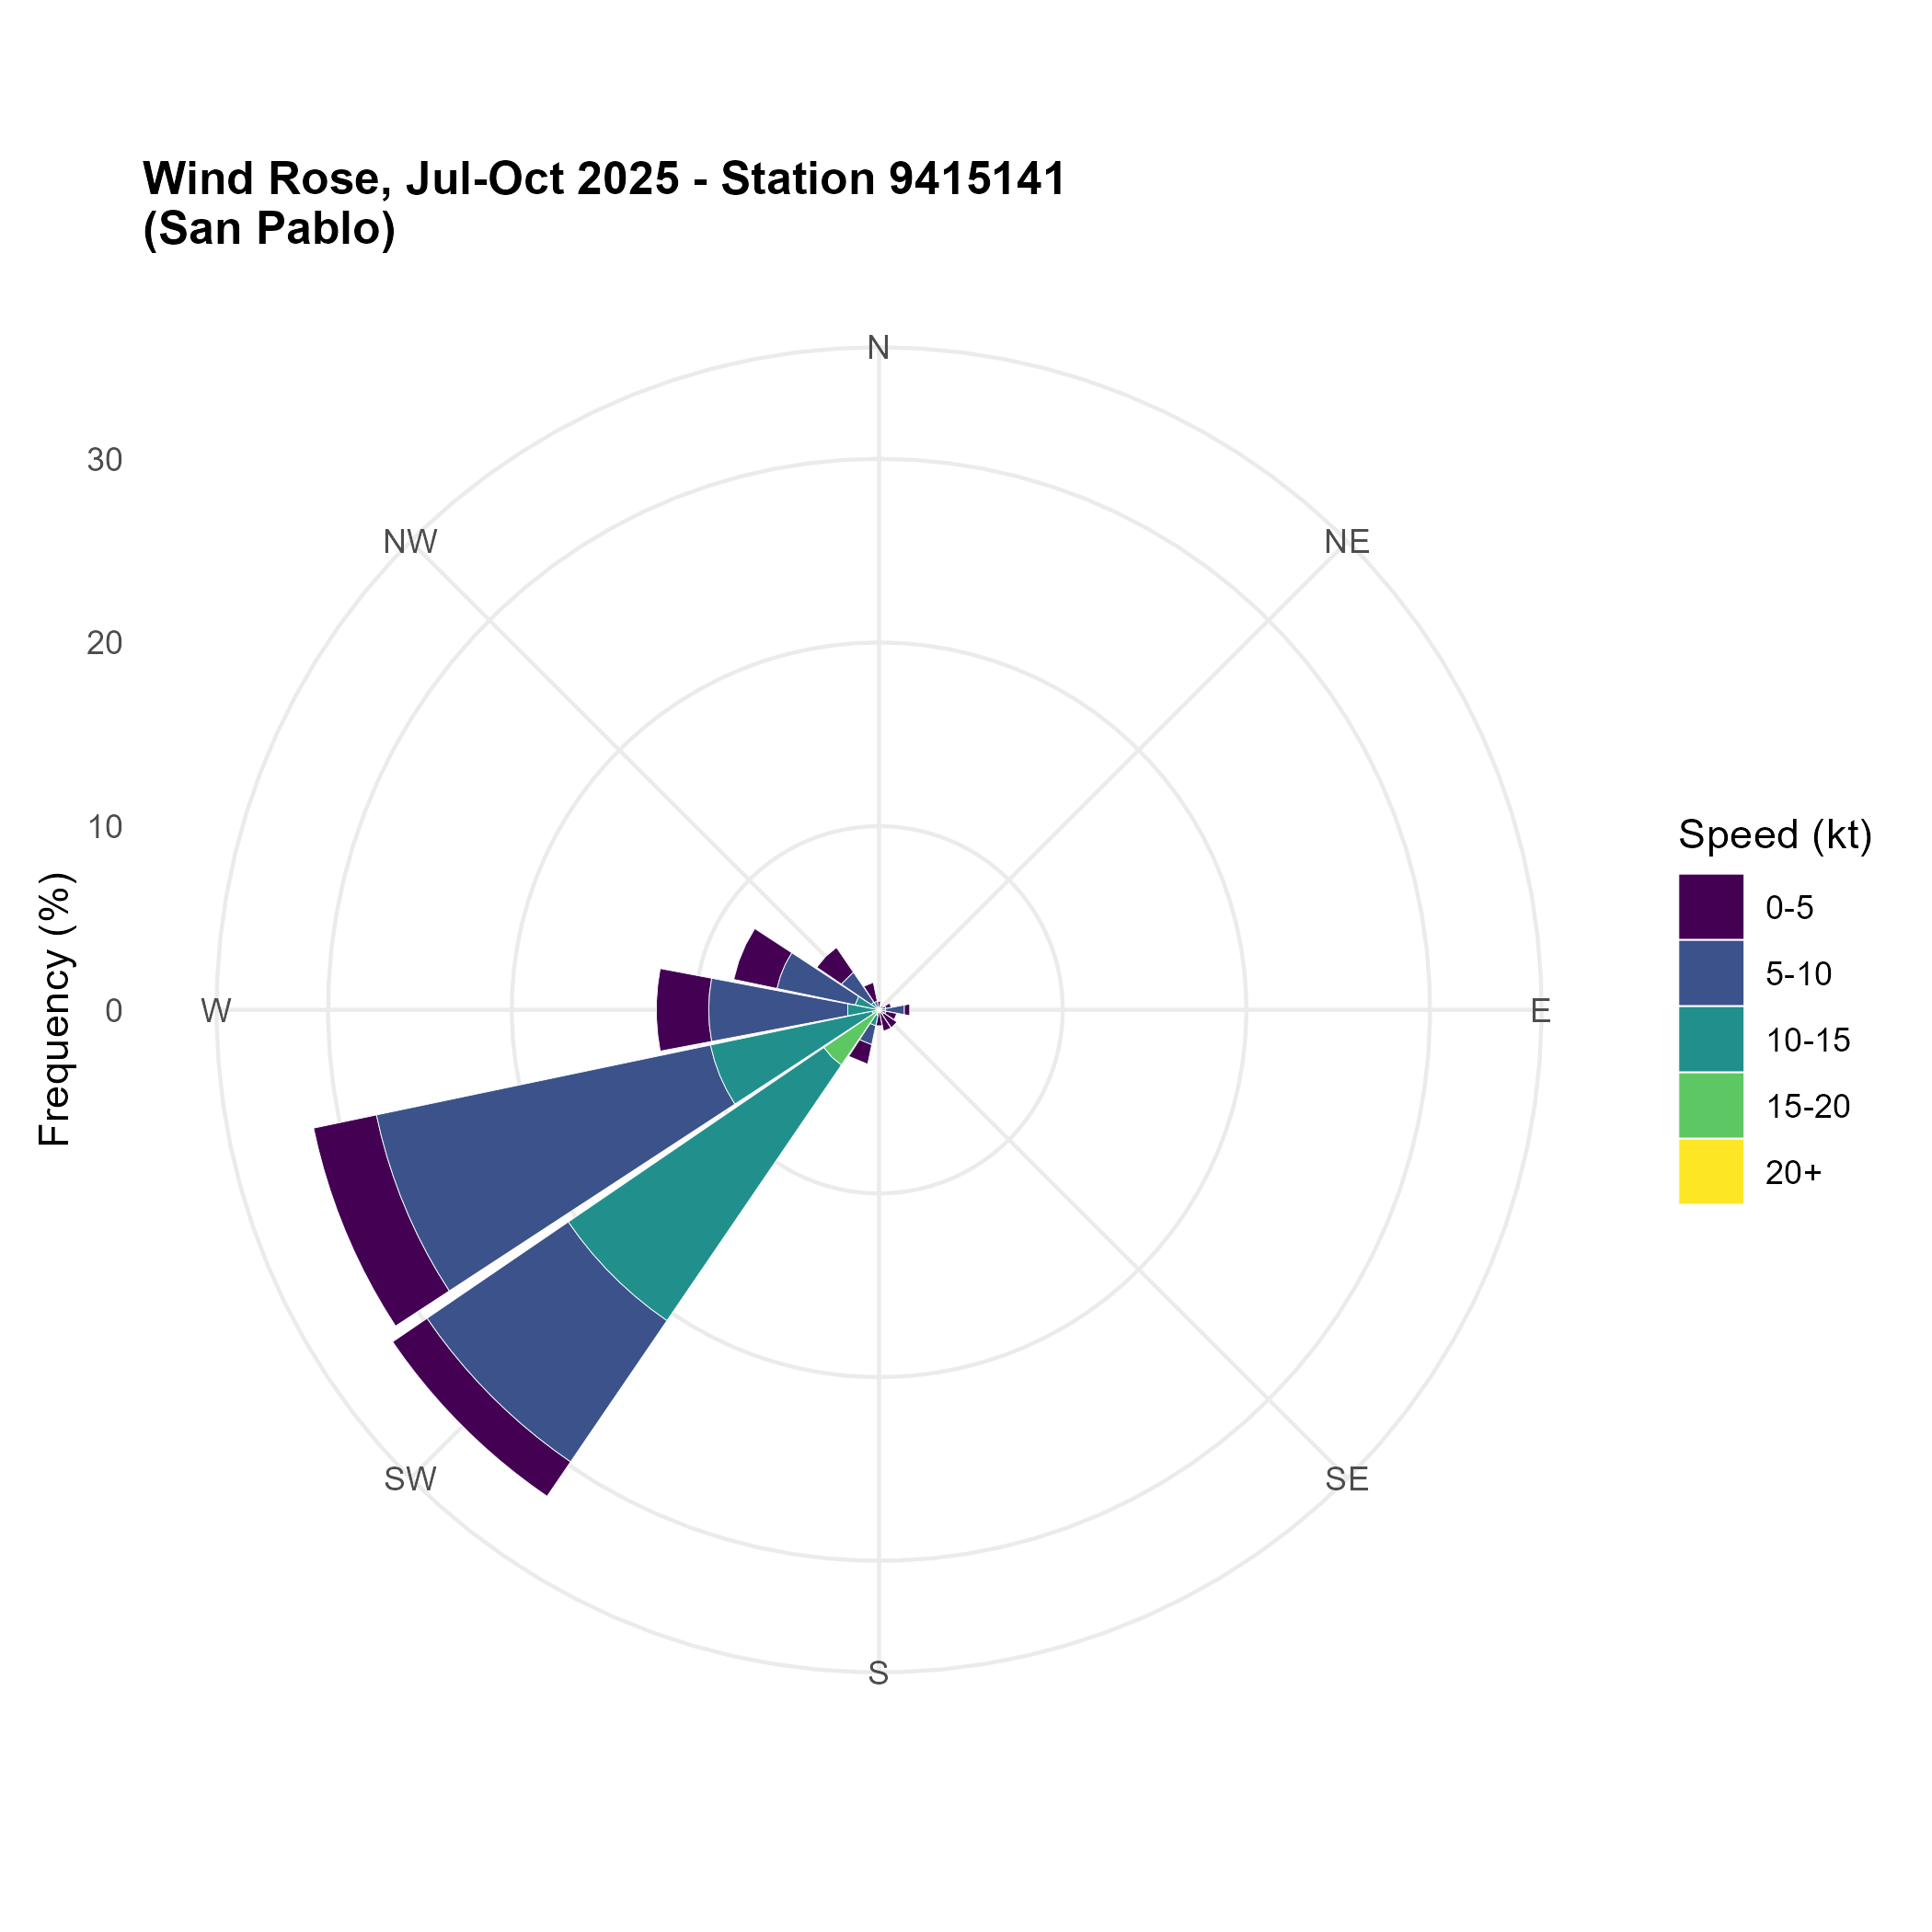 Wind Rose, Jul-Oct 2025 - Station 9415141
(San Pablo)
N
30
NW
NE
20
10
Speed (kt)
0-5
5-10
10-15
15-20
20+
Frequency (%)
0
W
E
SW
SE
S